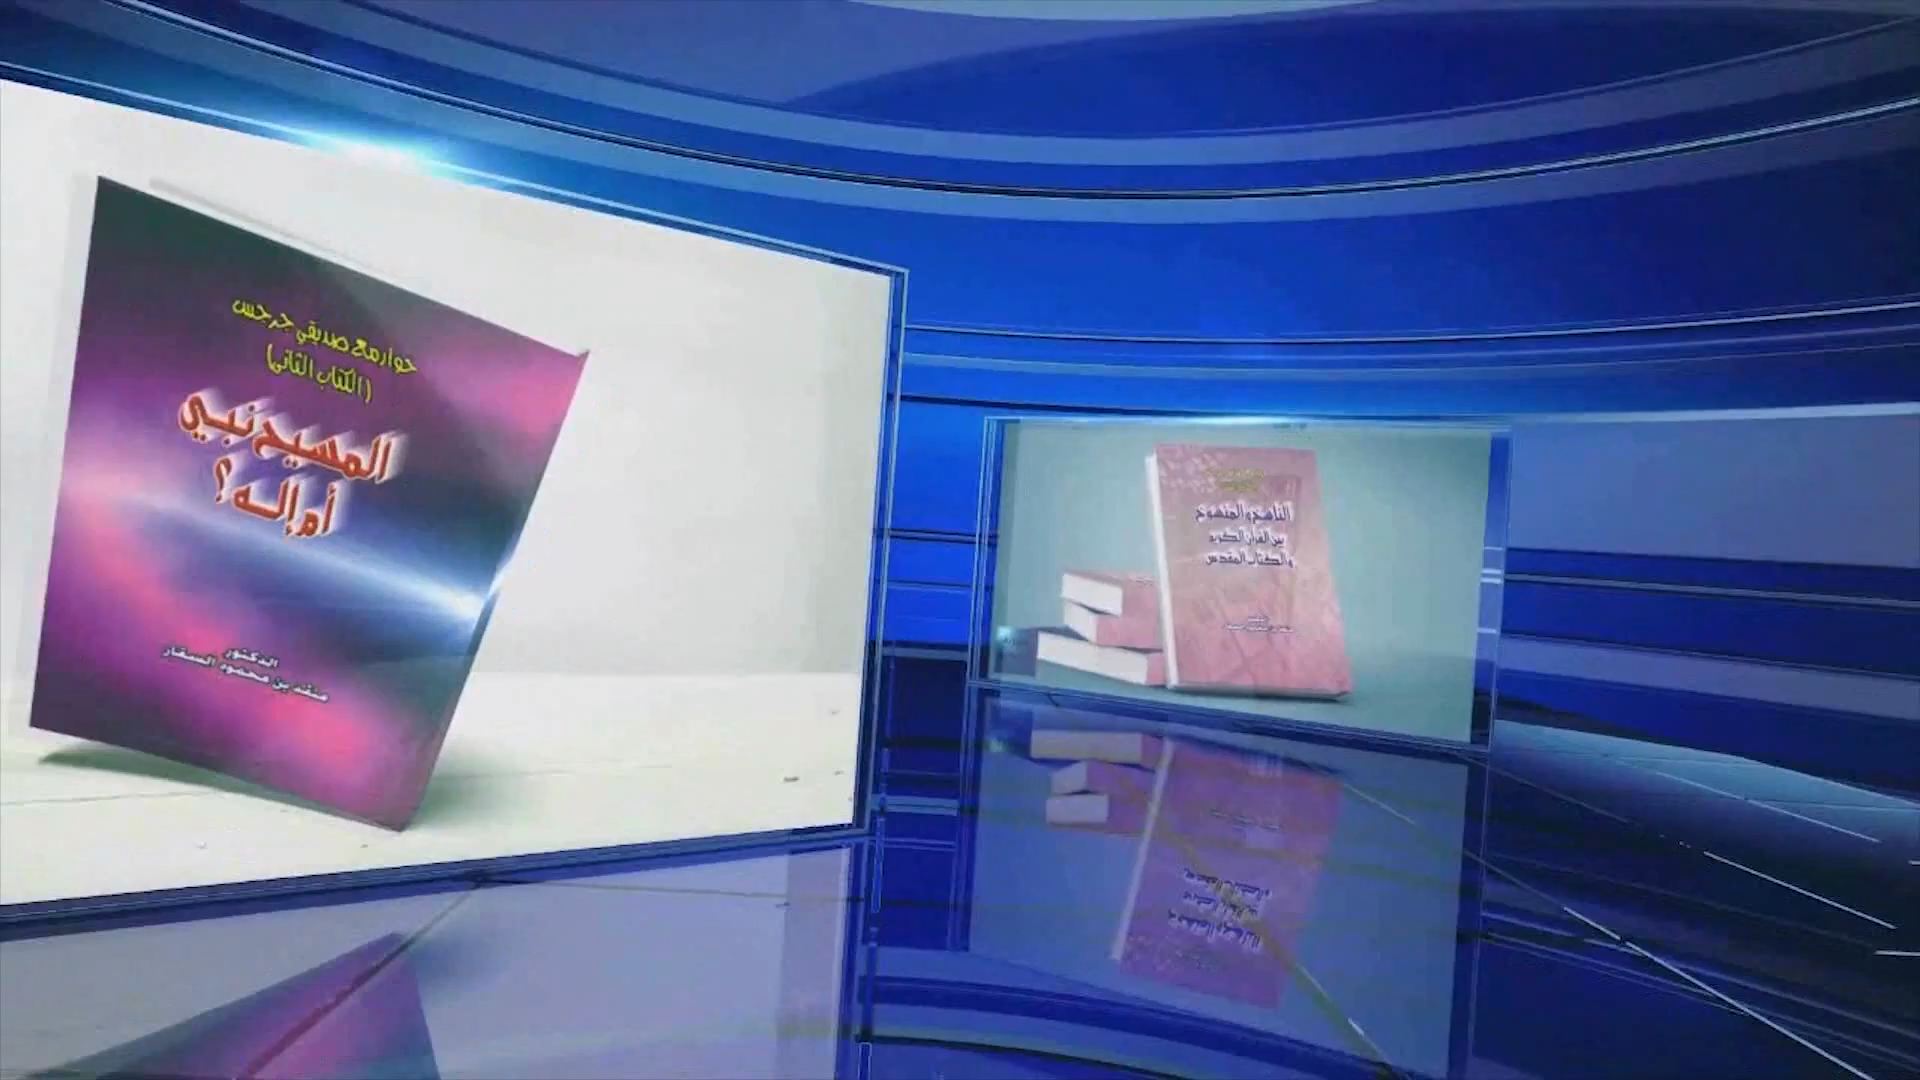 حوار مع صديقي جرجس
(الكتاب الثاني)
المسيح نبي
أم إله؟
الدكتور
منقذ بن محمود السقار
الناسخ والمنسوخ
بين القرآن الكريم
والكتاب المقدس